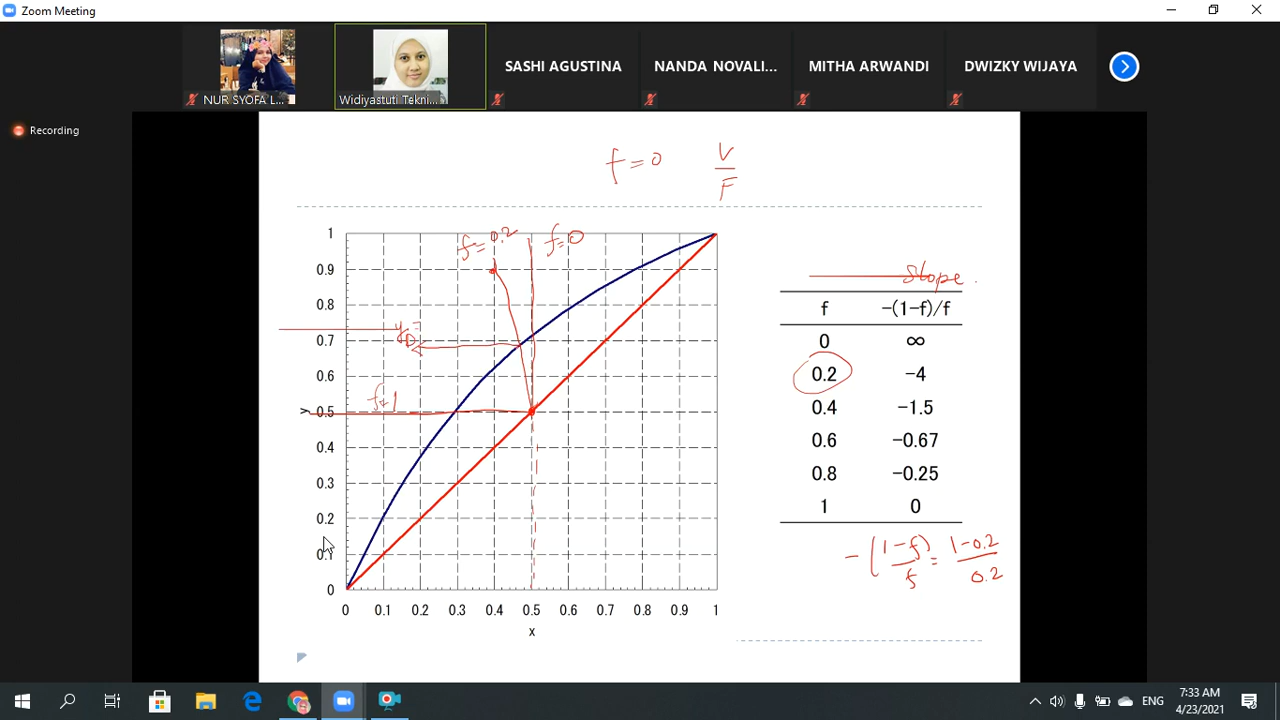 Zoom Meeting
NUR SYOFA L...
Widiyastuti Tekni...
SASHI AGUSTINA
NANDA NOVALI...
MITHA ARWANDI
DWIZKY WIJAYA
Recording
f=0
V
F
f=0.2
f=0
yD=
f=1
1
0.9
0.8
0.7
0.6
0.5
0.4
0.3
0.2
0.1
0
y
0 0.1 0.2 0.3 0.4 0.5 0.6 0.7 0.8 0.9 1
x
Slope
f -(1-f)/f
0 ∞
0.2 -4
0.4 -1.5
0.6 -0.67
0.8 -0.25
1 0
-(1-f)/f = 1-0.2/0.2
ENG
7:33 AM
4/23/2021